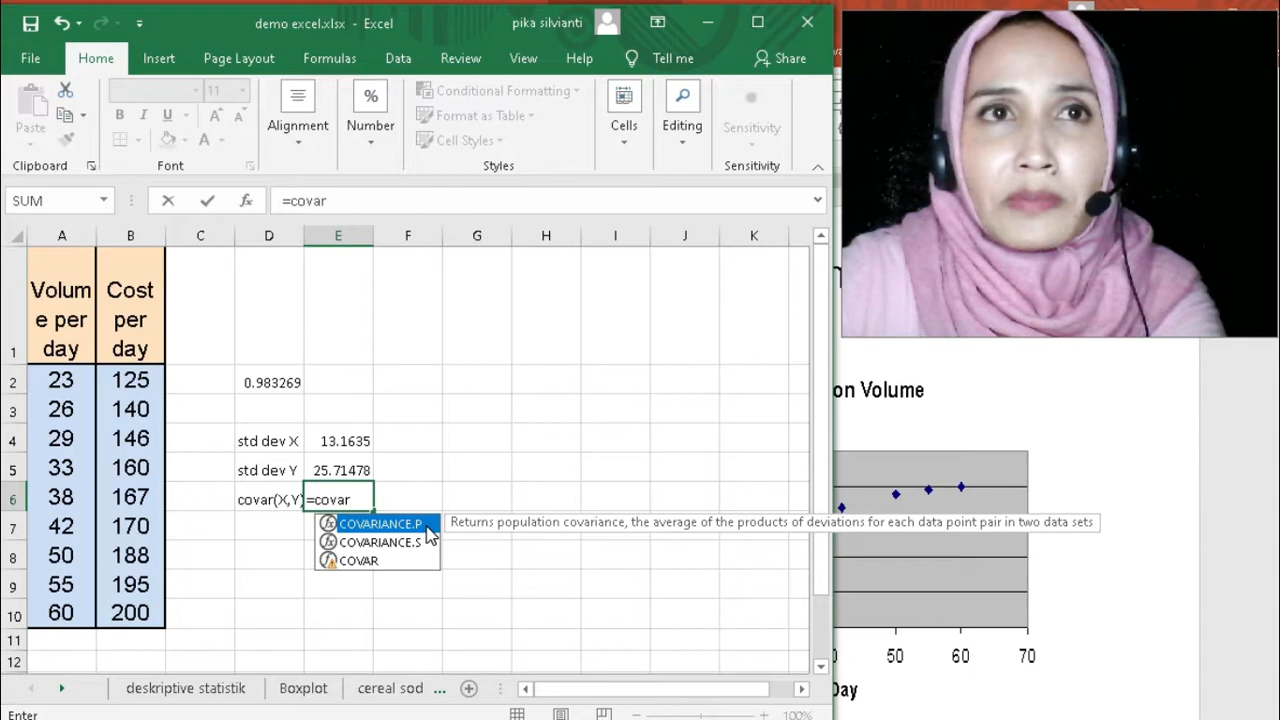 demo excel.xlsx - Excel
pika silvianti
File Home Insert Page Layout Formulas Data Review View Help Tell me Share
Paste
11
B I U
A A
A
Alignment
%
Number
Conditional Formatting
Format as Table
Cell Styles
Cells
Editing
Sensitivity
Clipboard
Font
Styles
Sensitivity
SUM
fx
=covar
A B C D E F G H I J K
1
Volum
e per
day
Cost
per
day
2 23 125 0.983269
3 26 140
4 29 146 std dev X 13.1635
5 33 160 std dev Y 25.71478
6 38 167 covar(X,Y) =covar
COVARIANCE.P
Returns population covariance, the average of the products of deviations for each data point pair in two data sets
COVARIANCE.S
COVAR
7 42 170
8 50 188
9 55 195
10 60 200
11
12
deskriptive statistik Boxplot cereal sod ...
Enter
100%
on Volume
50 60 70
Day